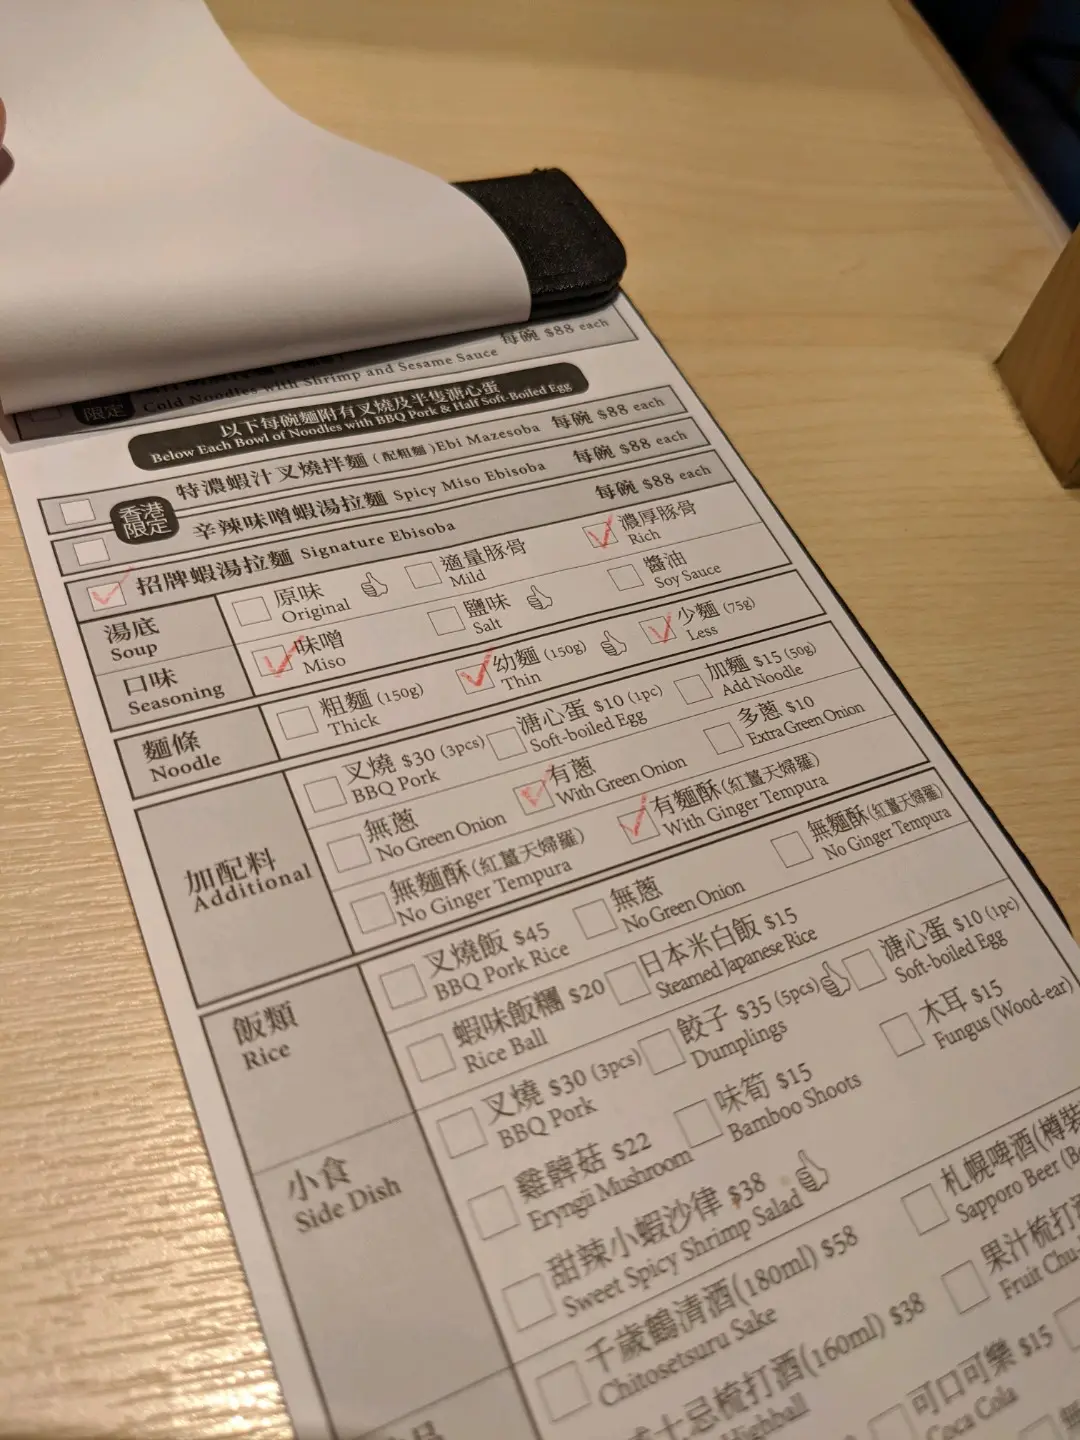 每碗 $88 each
限定 Cold Noodles with Shrimp and Sesame Sauce
以下每碗麵附有叉燒及半隻溏心蛋
Below Each Bowl of Noodles with BBQ Pork & Half Soft-Boiled Egg
特濃蝦汁叉燒拌麵 (配粗麵) Ebi Mazesoba 每碗 $88 each
香港
限定
辛辣味噌蝦湯拉麵 Spicy Miso Ebisoba 每碗 $88 each
招牌蝦湯拉麵 Signature Ebisoba 每碗 $88 each
湯底
Soup
原味
Original
適量豚骨
Mild
濃厚豚骨
Rich
口味
Seasoning
味噌
Miso
鹽味
Salt
醬油
Soy Sauce
麵條
Noodle
粗麵 (150g)
Thick
幼麵 (150g)
Thin
少麵 (75g)
Less
加配料
Additional
叉燒 $30 (3pcs)
BBQ Pork
溏心蛋 $10 (1pc)
Soft-boiled Egg
加麵 $15 (50g)
Add Noodle
無蔥
No Green Onion
有蔥
With Green Onion
多蔥 $10
Extra Green Onion
無麵酥(紅薑天婦羅)
No Ginger Tempura
有麵酥(紅薑天婦羅)
With Ginger Tempura
飯類
Rice
叉燒飯 $45
BBQ Pork Rice
無蔥
No Green Onion
無麵酥(紅薑天婦羅)
No Ginger Tempura
蝦味飯糰 $20
Rice Ball
日本米白飯 $15
Steamed Japanese Rice
小食
Side Dish
叉燒 $30 (3pcs)
BBQ Pork
餃子 $35 (5pcs)
Dumplings
溏心蛋 $10 (1pc)
Soft-boiled Egg
雞髀菇 $22
Eryngii Mushroom
味筍 $15
Bamboo Shoots
木耳 $15
Fungus (Wood-ear)
甜辣小蝦沙律 $38
Sweet Spicy Shrimp Salad
千歲鶴清酒(180ml) $58
Chitosetsuru Sake
札幌啤酒(樽裝
Sapporo Beer
士忌梳打酒(160ml) $38
Highball
果汁梳打酒
Fruit Chu-
可口可樂 $15
Coca Cola
無